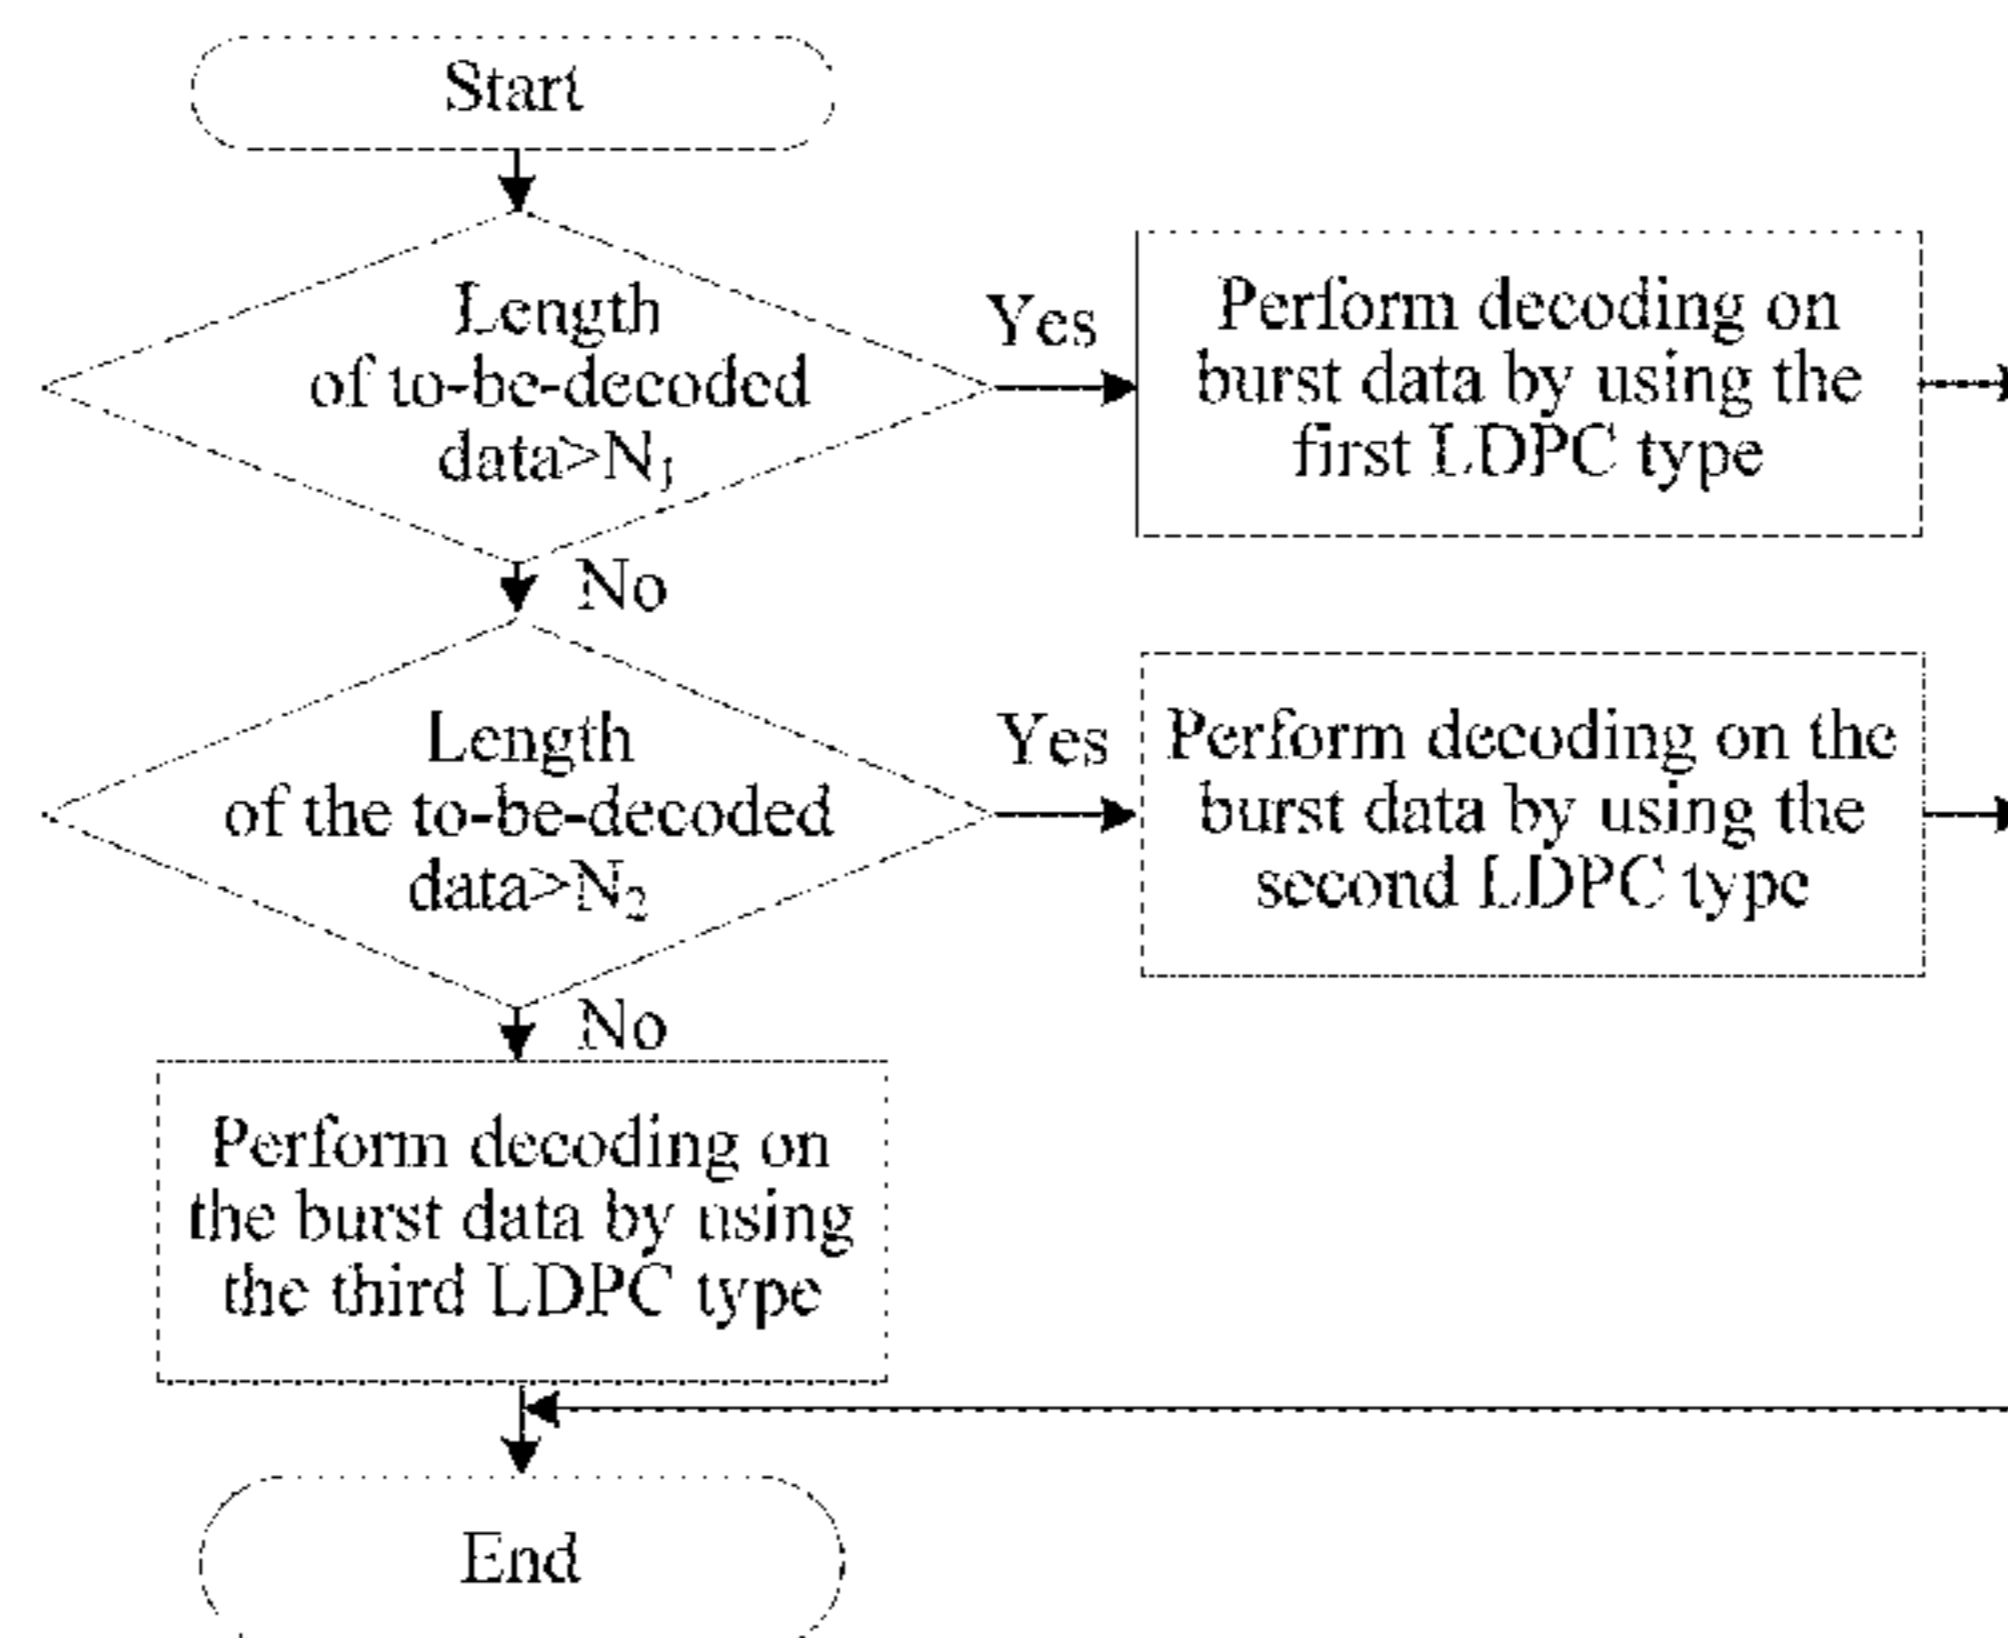 Start
Length
of to-be-decoded
data>N₁
Yes
Perform decoding on
burst data by using the
first LDPC type
No
Length
of the to-be-decoded
data>N₂
Yes
Perform decoding on the
burst data by using the
second LDPC type
No
Perform decoding on
the burst data by using
the third LDPC type
End